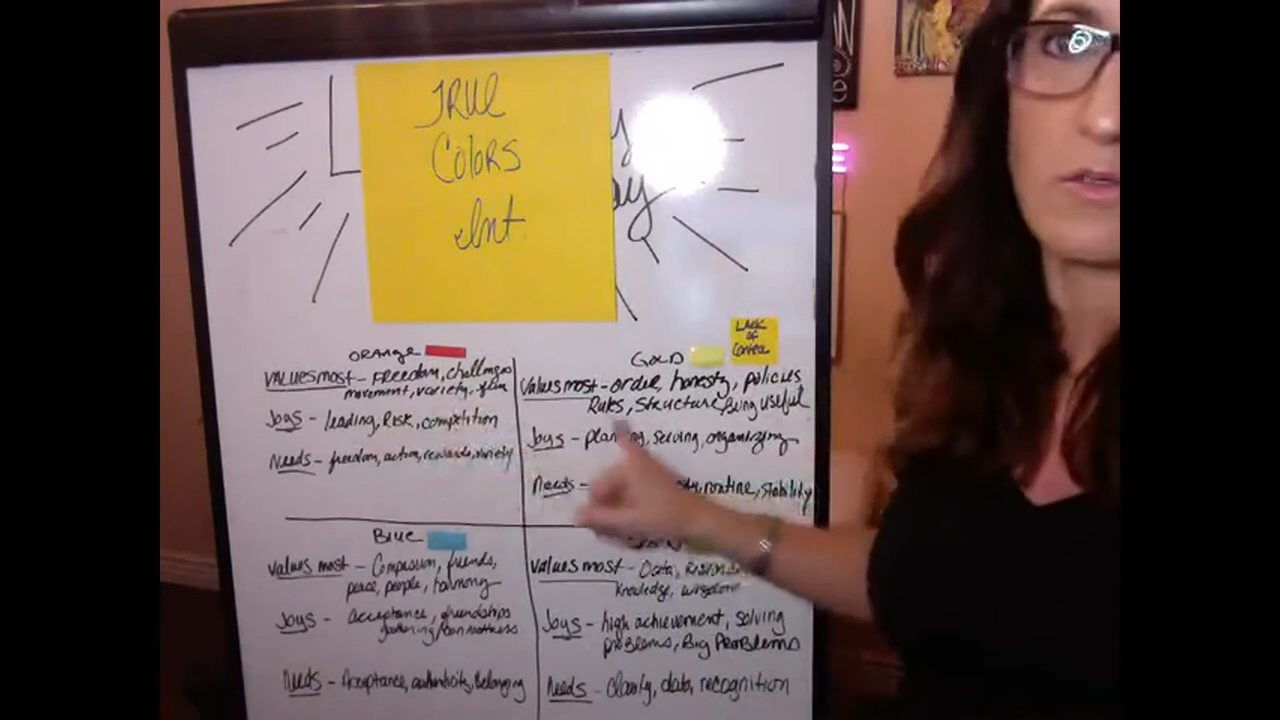 TRUE
COLORS
Int
y
ay
LACK
of
Control
ORANGE
VALUES most - FREEDOM, challenges
movement, variety, fun
Joys - leading, Risk, competition
Needs - freedom, action, rewards, variety
GOLD
Values most - order, honesty, policies
Rules, Structure, Being useful
Joys - planning, serving, organizing
Needs - routine, stability
Blue
Values most - Compassion, friends,
peace, people, harmony
Joys - Acceptance, friendships
Needs - Acceptance, authenticity, Belonging
Values most - Data,
knowledge, wisdom
Joys - high achievement, solving
problems, Big PROBlems
Needs - Clarity, data, recognition
N
e